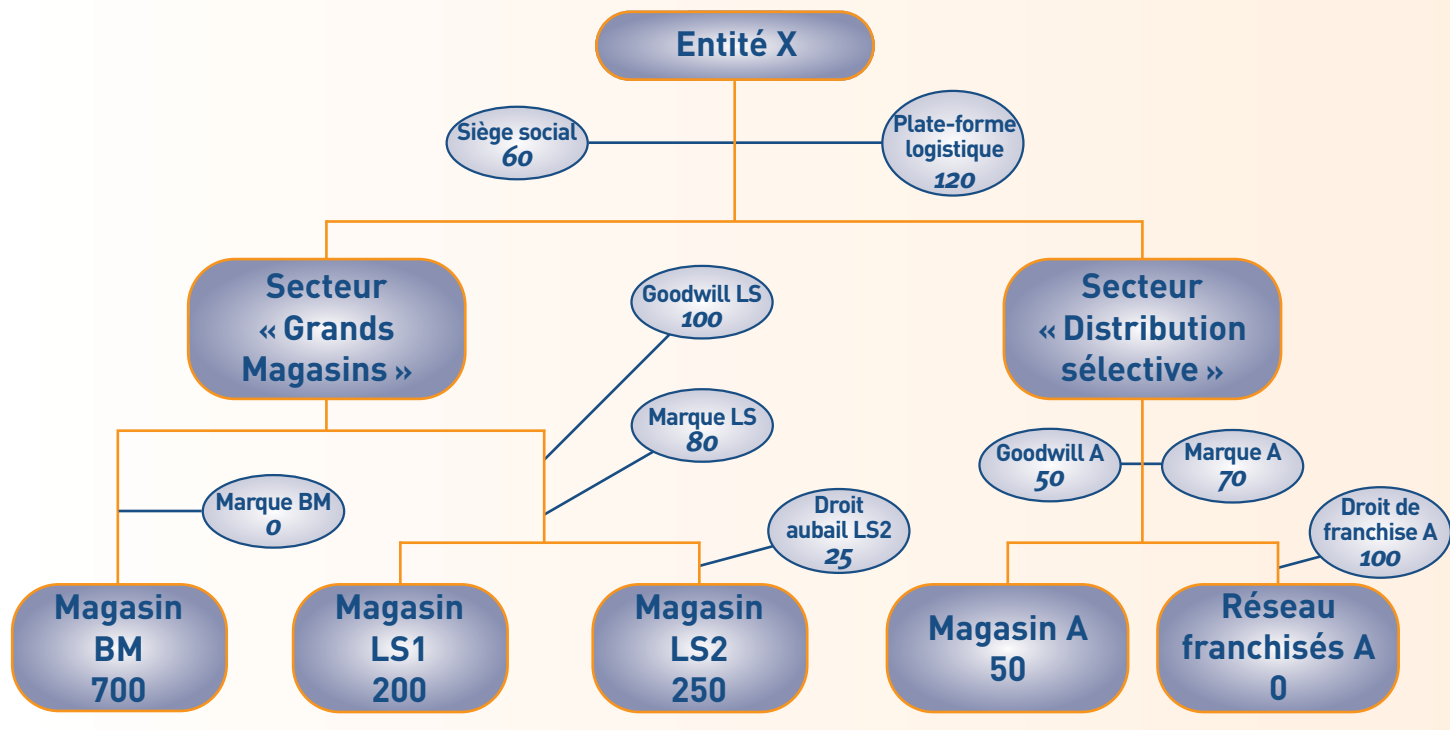 Entité X
Siège social
60
Plate-forme
logistique
120
Secteur
« Grands
Magasins »
Goodwill LS
100
Secteur
« Distribution
sélective »
Marque LS
80
Goodwill A
50
Marque A
70
Marque BM
0
Droit
aubail LS2
25
Droit de
franchise A
100
Magasin
BM
700
Magasin
LS1
200
Magasin
LS2
250
Magasin A
50
Réseau
franchisés A
0